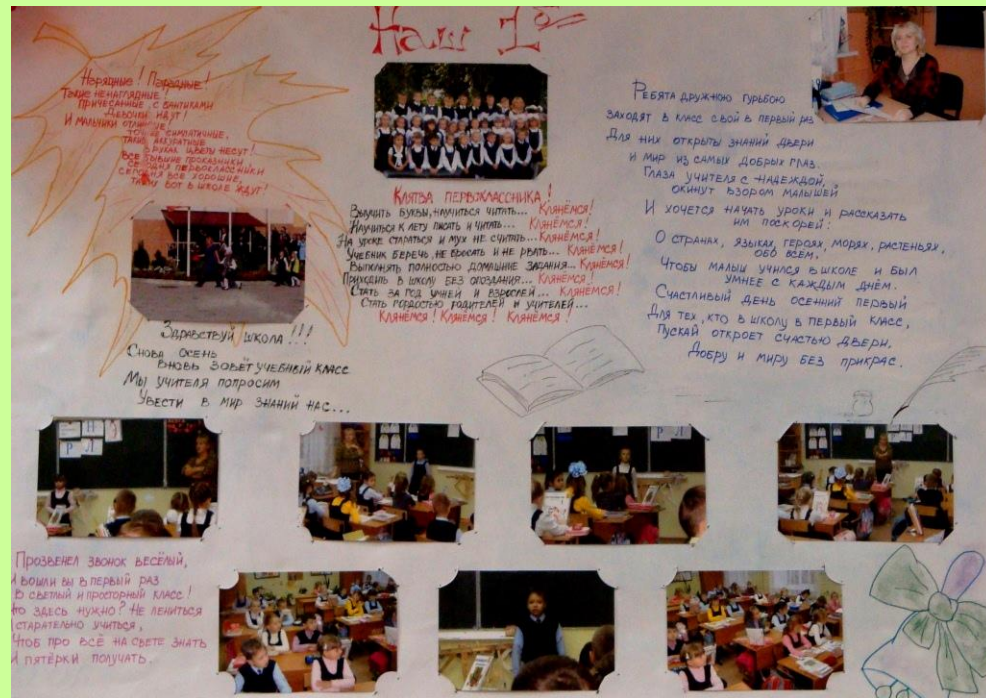 Наш 1
Нарядные! Парадные!
Такие ненаглядные!
Причёсанные, с бантиками
Девочки идут!
И мальчики отличные!
симпатичные,
Такие аккуратные
В руках цветы несут!
Все бывшие проказники
сегодня первоклассники
сегодня все хорошие,
Таких вот в школе ждут!
Здравствуй школа!!!
Снова осень
Вновь зовёт учебный класс
Мы учителя попросим
Увести в мир знаний нас...
Клятва первоклассника!
Выучить буквы, научиться читать... Клянёмся!
Научиться к лету писать и читать... Клянёмся!
На уроке стараться и мух не считать... Клянёмся!
Учебник беречь, не бросать и не рвать... Клянёмся!
Выполнять полностью домашние задания... Клянёмся!
Приходить в школу без опоздания... Клянёмся!
Стать за год умней и взрослей... Клянёмся!
Стать гордостью родителей и учителей...
Клянёмся! Клянёмся! Клянёмся!
Ребята дружною гурьбою
заходят в класс свой в первый раз
Для них открыты знаний двери
и мир из самых добрых глаз.
Глаза учителя с надеждой,
окинут взором малышей
И хочется начать уроки и рассказать
им поскорей:
О странах, языках, героях, морях, растеньях,
обо всём.
Чтобы малыш учился в школе и был
умнее с каждым днём.
Счастливый день осенний первый
Для тех, кто в школу в первый класс,
Пускай откроет счастью двери.
Добру и миру без прикрас.
Р Л
Прозвенел звонок весёлый,
И вошли вы в первый раз
В светлый и просторный класс!
Что здесь нужно? Не лениться
старательно учиться,
Чтоб про всё на свете знать
И пятёрки получать.